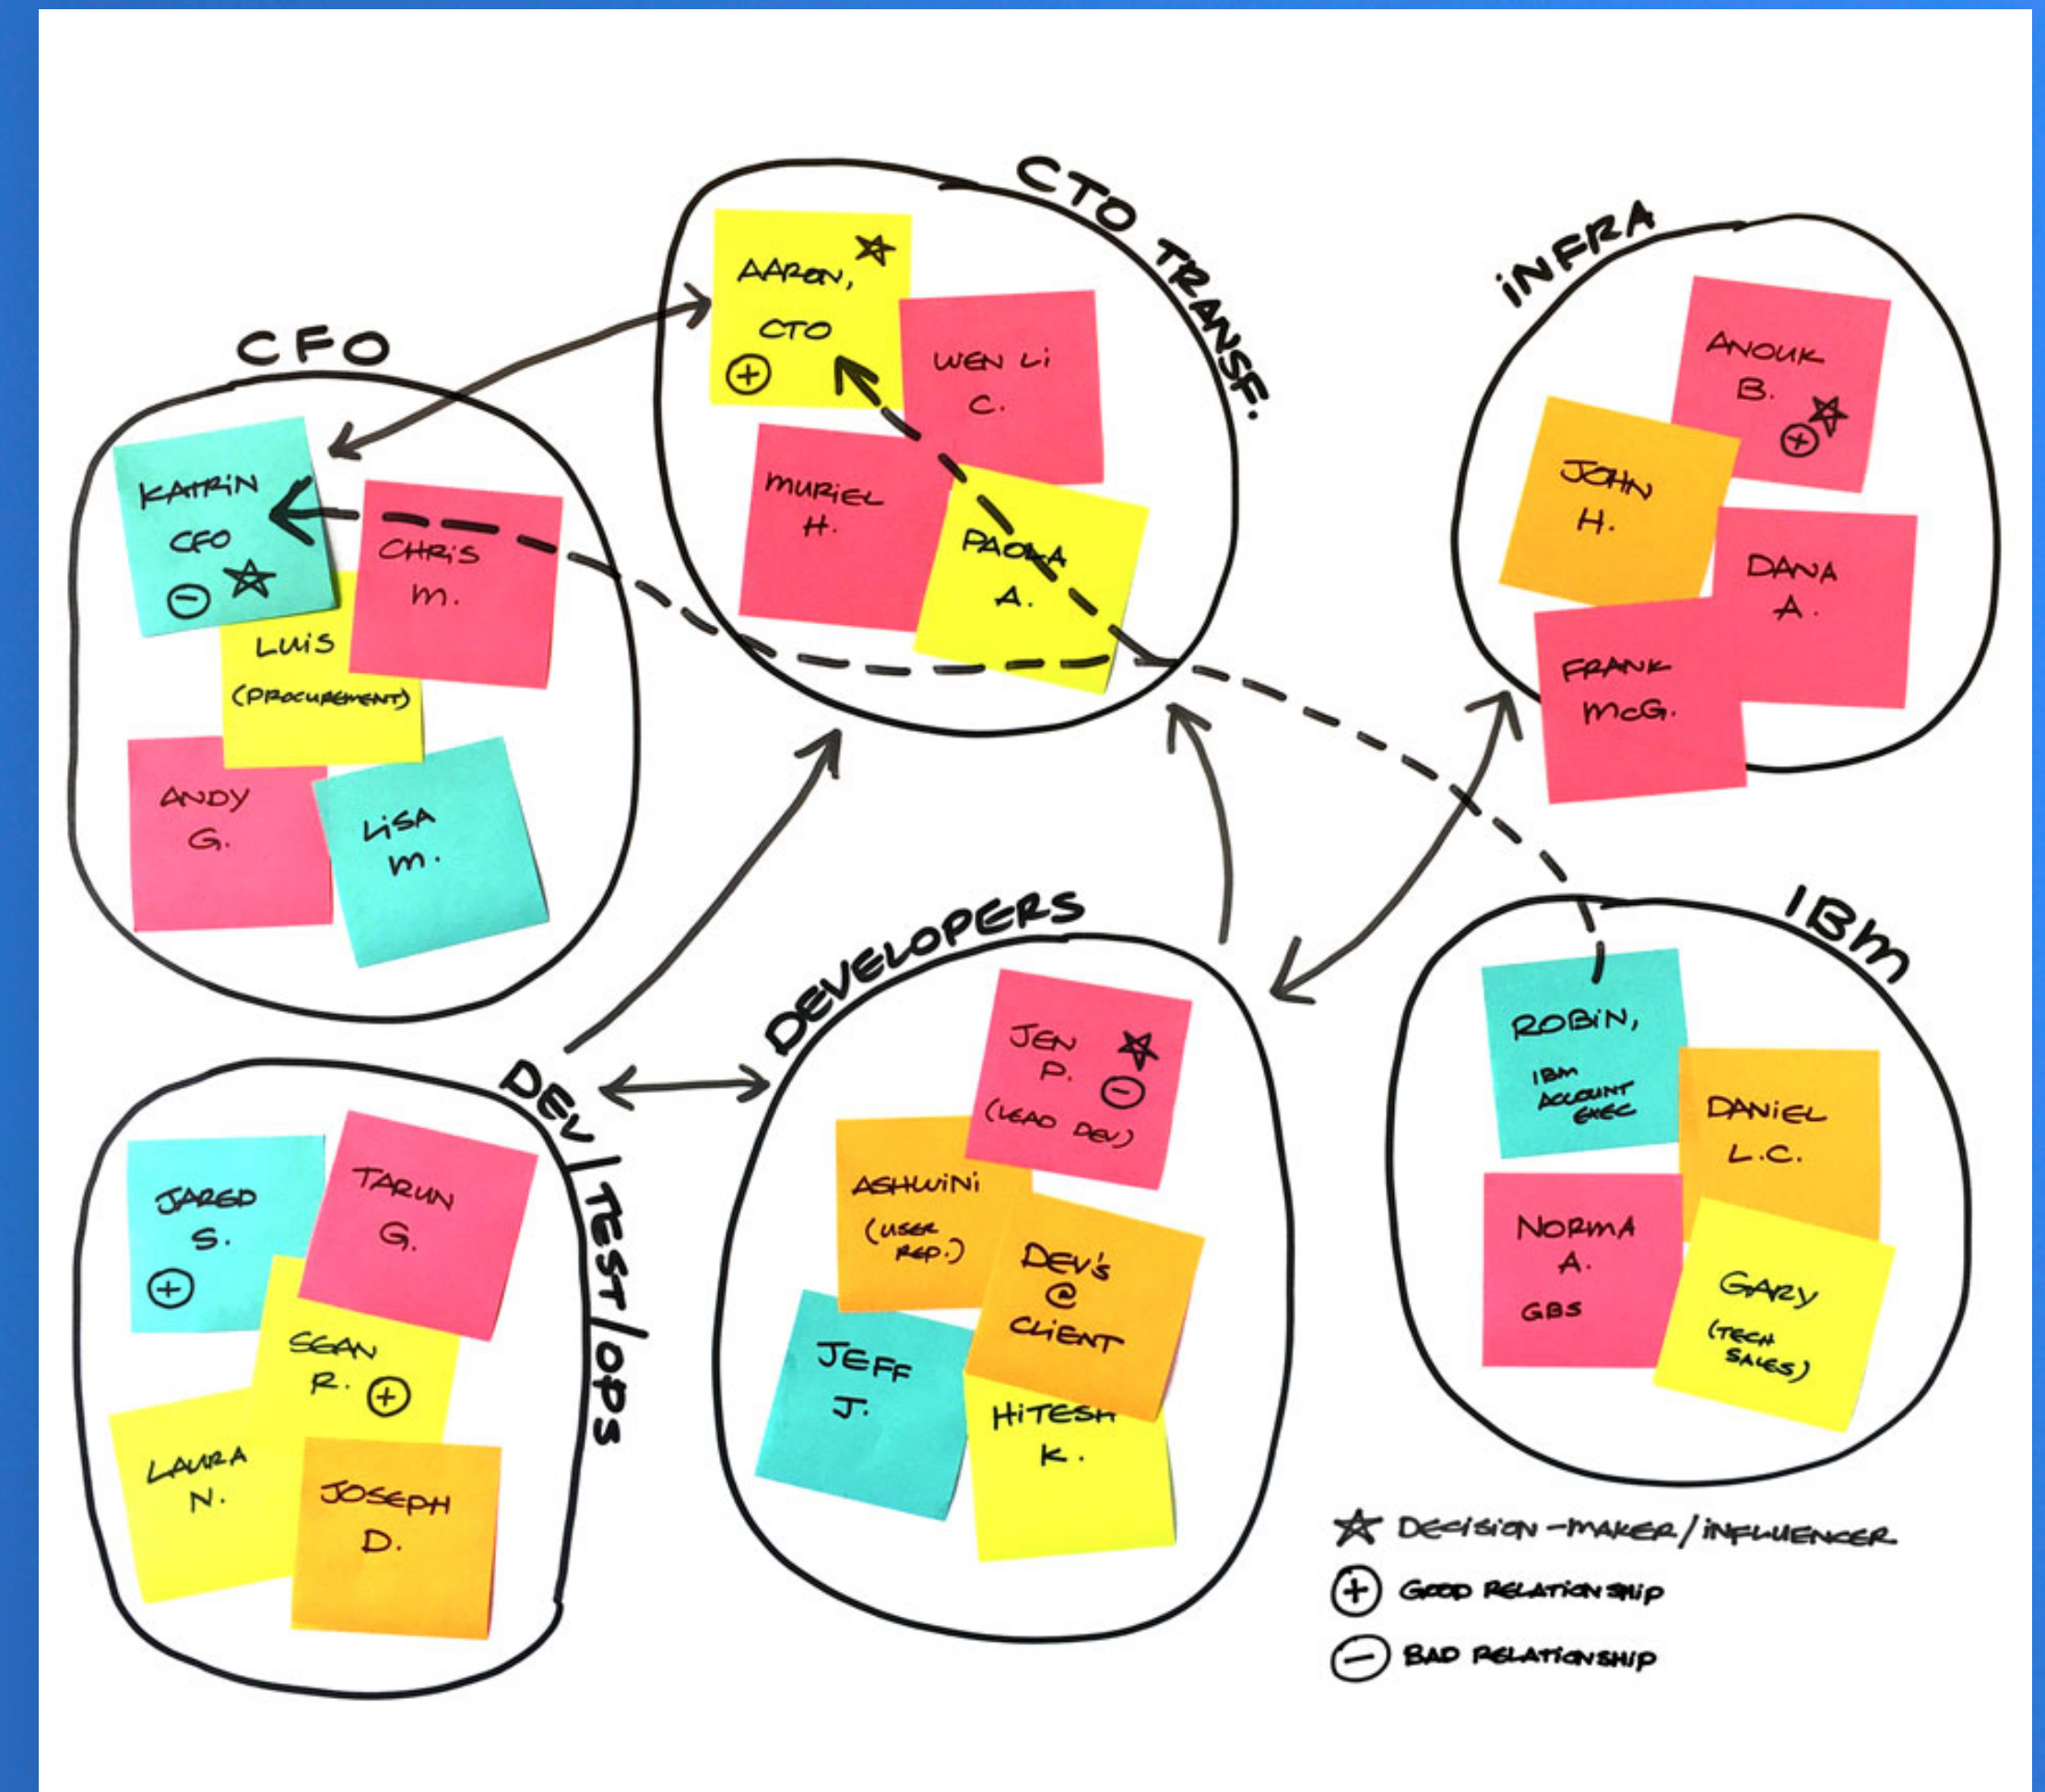 CTO TRANSF.
AARON,
CTO
WEN Li
C.
MURIEL
H.
PAOLA
A.
iNFRA
ANOUK
B.
JOHN
H.
DANA
A.
FRANK
McG.
CFO
KATRiN
CFO
CHRiS
M.
LUiS
(PROCUREMENT)
ANDY
G.
LiSA
M.
DEV/TEST/OPS
JARED
S.
TARUN
G.
SEAN
R.
LAURA
N.
JOSEPH
D.
DEVELOPERS
JEN
P.
(LEAD DEV)
ASHWiNi
(USER
REP.)
DEV's
@
CLiENT
JEFF
J.
HiTESH
K.
IBM
ROBiN,
IBM
ACCOUNT
EXEC
DANiEL
L.C.
NORMA
A.
GBS
GARY
(TECH
SALES)
DECiSiON-MAKER/iNFLUENCER
GOOD RELATiONSHiP
BAD RELATiONSHiP